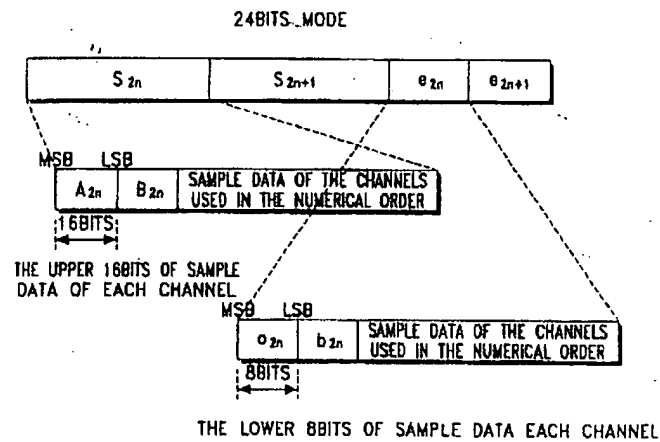 24BITS MODE
S2n S2n+1 e2n e2n+1
MSB LSB
A2n B2n SAMPLE DATA OF THE CHANNELS
USED IN THE NUMERICAL ORDER
16BITS
THE UPPER 16BITS OF SAMPLE
DATA OF EACH CHANNEL
MSB LSB
a2n b2n SAMPLE DATA OF THE CHANNELS
USED IN THE NUMERICAL ORDER
8BITS
THE LOWER 8BITS OF SAMPLE DATA EACH CHANNEL